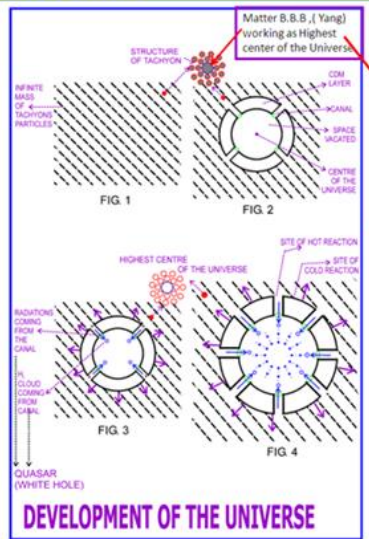 Matter B.B.B ,( Yang)
working as Highest
center of the Universe
STRUCTURE
OF TACHYON
INFINITE
MASS
OF
TACHYONS
PARTICLES
CDM
LAYER
CANAL
SPACE
VACATED
CENTRE
OF THE
UNIVERSE
FIG. 1
FIG. 2
HIGHEST CENTRE
OF THE UNIVERSE
SITE OF HOT REACTION
SITE OF
COLD REACTION
RADIATIONS
COMING
FROM
THE
CANAL
H,
CLOUD
COMING
FROM
CANAL
FIG. 3
FIG. 4
QUASAR
(WHITE HOLE)
DEVELOPMENT OF THE UNIVERSE